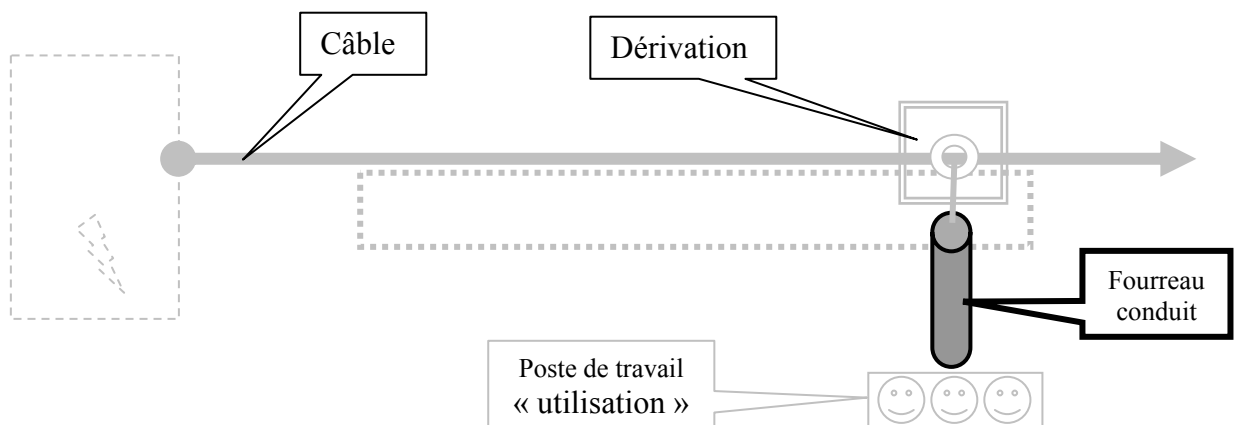 Câble
Dérivation
Fourreau
conduit
Poste de travail
« utilisation »